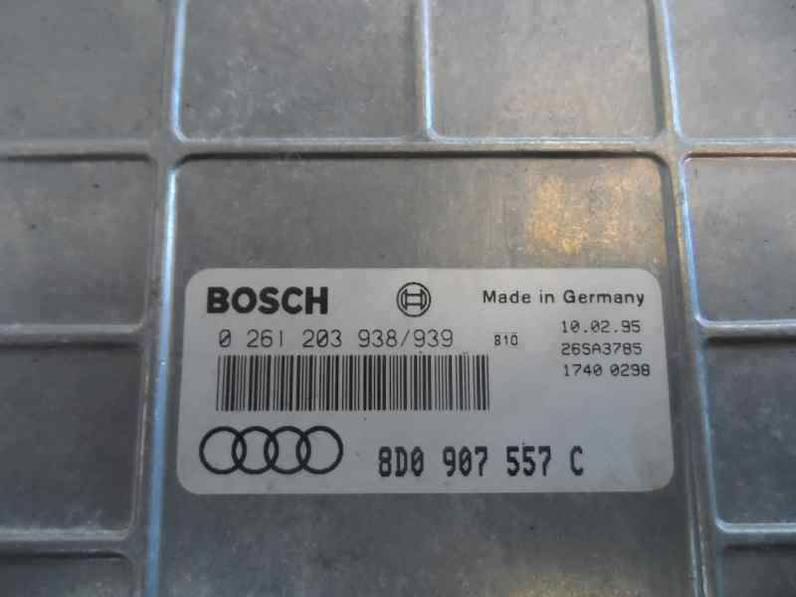 BOSCH Made in Germany
0 261 203 938/939 810 10.02.95
26SA3785
1740 0298
8D0 907 557 C